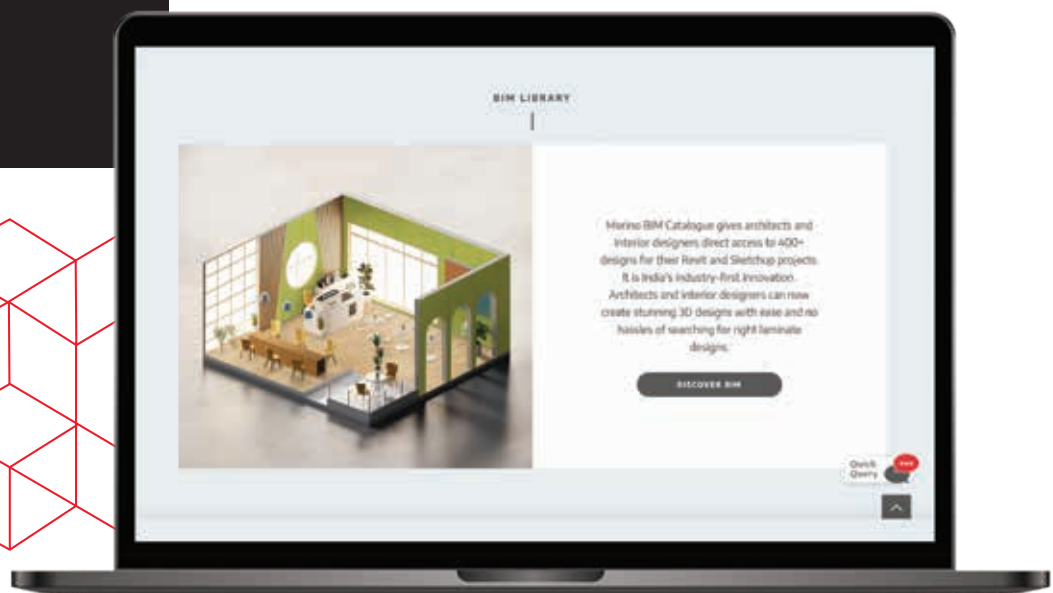 BIM LIBRARY
Merino BIM Catalogue gives architects and
interior designers direct access to 400+
designs for their Revit and Sketchup projects.
It is India's industry-first innovation.
Architects and interior designers can now
create stunning 3D designs with ease and no
hassles of searching for right laminate
designs.
DISCOVER BIM
Quick
Query